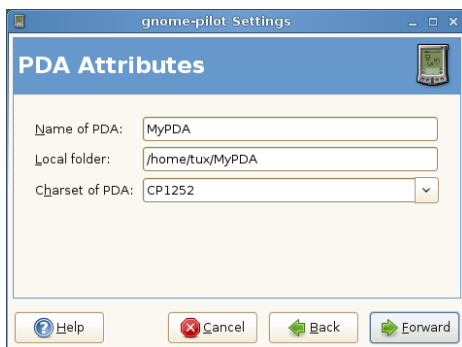 gnome-pilot Settings
PDA Attributes
Name of PDA: MyPDA
Local folder: /home/tux/MyPDA
Charset of PDA: CP1252
Help Cancel Back Forward